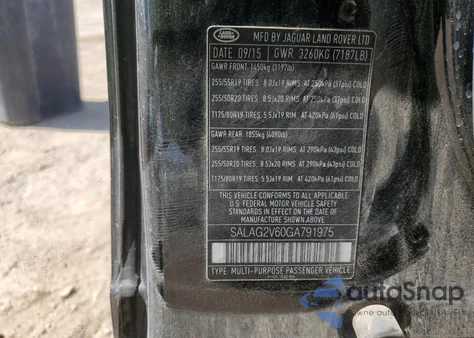 LAND ROVER
MFD BY JAGUAR LAND ROVER LTD
DATE: 09/15 GWR. 3260KG (7187LB)
GAWR FRONT: 1450kg (3197lb)
255/55R19 TIRES: 8.0Jx19 RIMS. AT 250kPa (37psi) COLD
255/50R20 TIRES: 8.5Jx20 RIMS. AT 250kPa (37psi) COLD
T175/80R19 TIRES: 5.5Jx19 RIM. AT 420kPa (61psi) COLD
GAWR REAR: 1855kg (4090lb)
255/55R19 TIRES: 8.0Jx19 RIMS. AT 290kPa (43psi) COLD
255/50R20 TIRES: 8.5Jx20 RIMS. AT 290kPa (43psi) COLD
T175/80R19 TIRES: 5.5Jx19 RIM. AT 420kPa (61psi) COLD
THIS VEHICLE CONFORMS TO ALL APPLICABLE
U.S FEDERAL MOTOR VEHICLE SAFETY
STANDARDS IN EFFECT ON THE DATE OF
MANUFACTURE SHOWN ABOVE
SALAG2V60GA791975
TYPE: MULTI-PURPOSE PASSENGER VEHICLE
autoSnap